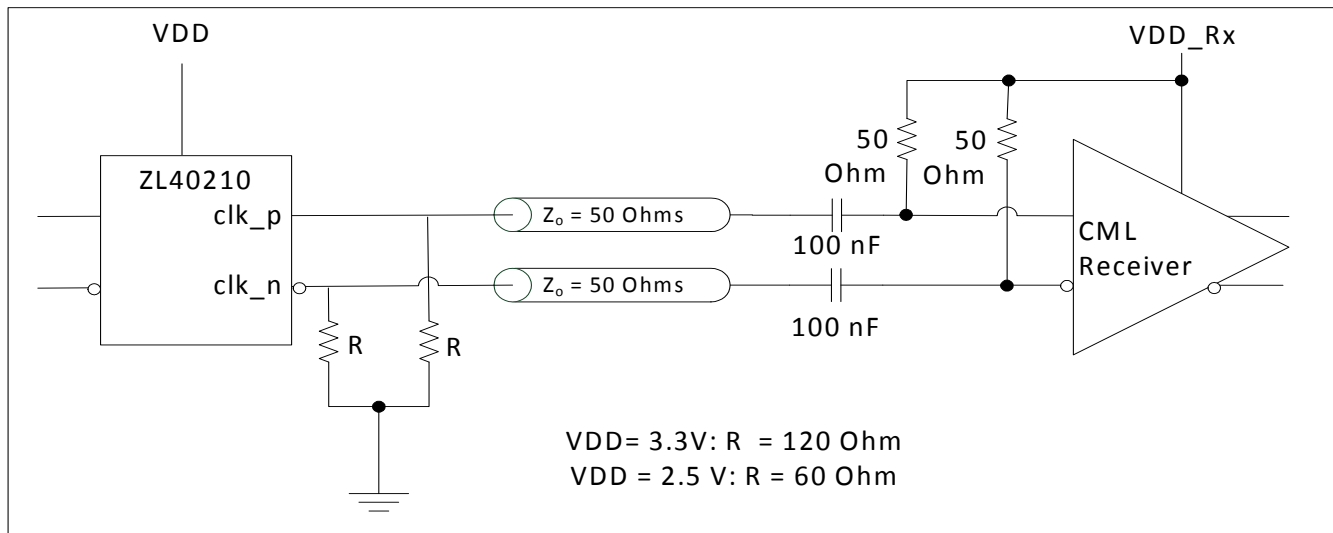 VDD
VDD_Rx
ZL40210
clk_p
clk_n
Zo = 50 Ohms
Zo = 50 Ohms
100 nF
100 nF
50
Ohm
50
Ohm
CML
Receiver
R
R
VDD= 3.3V: R = 120 Ohm
VDD = 2.5 V: R = 60 Ohm